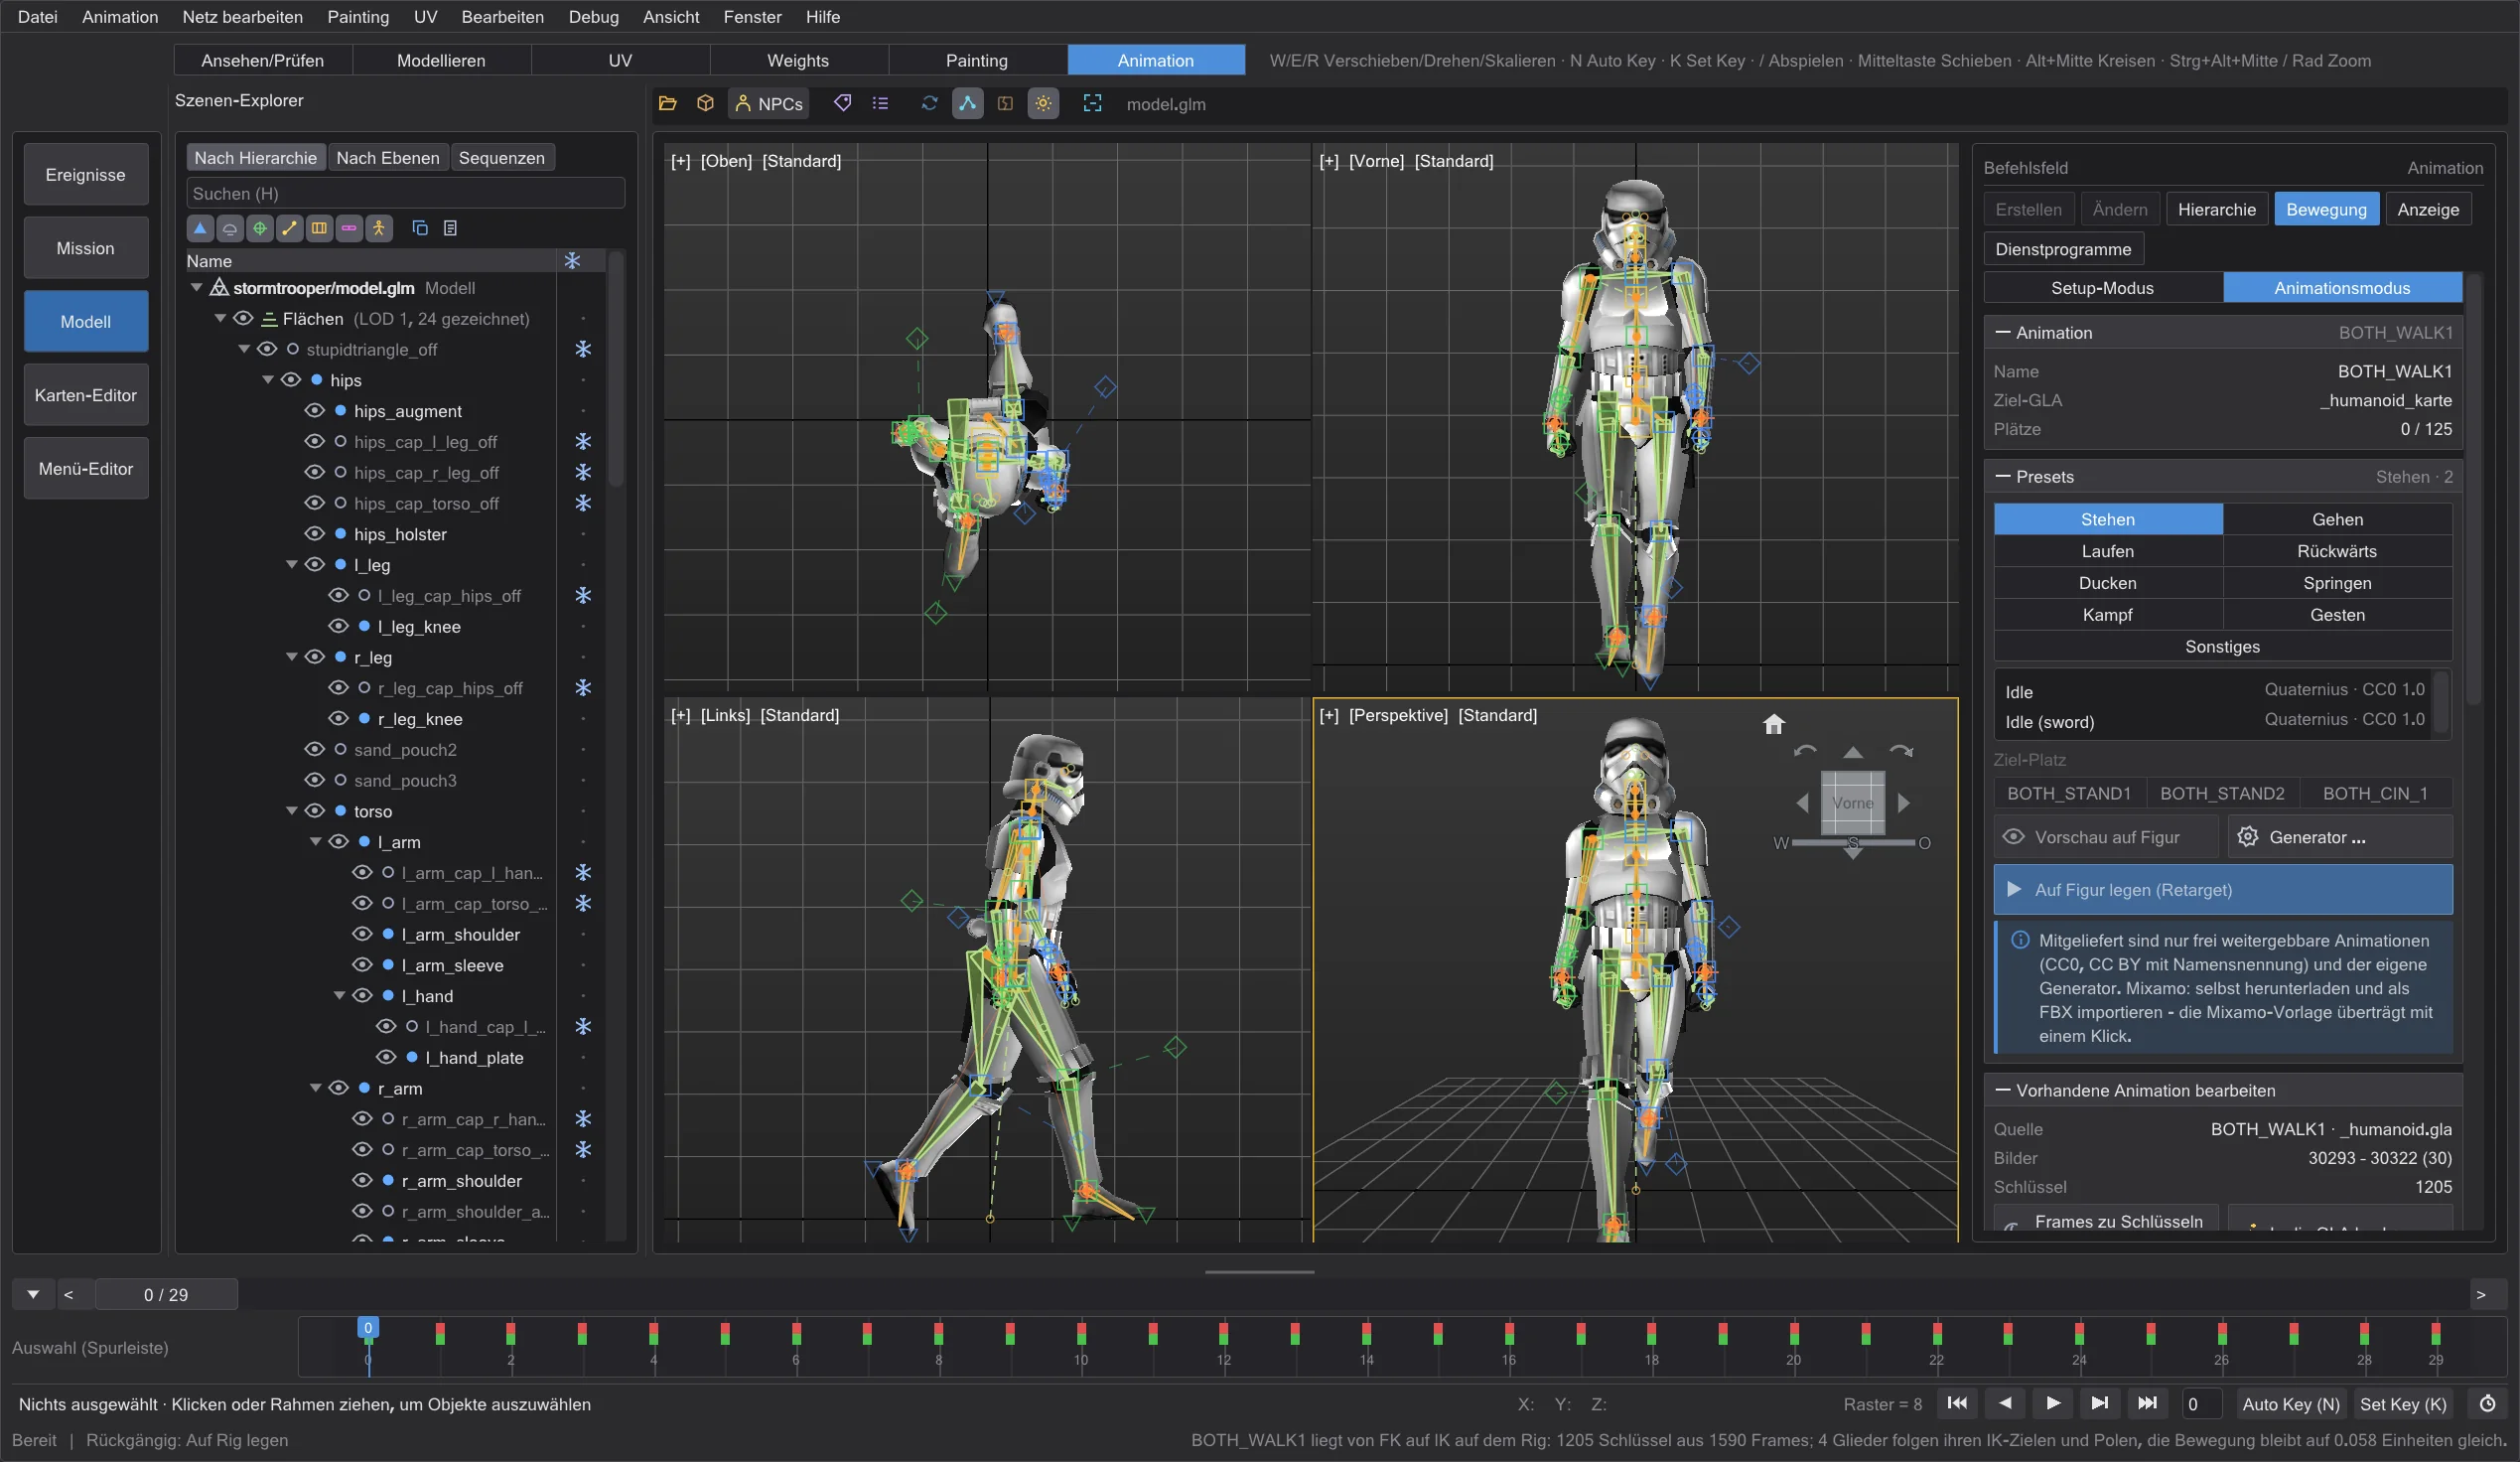 Datei Animation Netz bearbeiten Painting UV Bearbeiten Debug Ansicht Fenster Hilfe
Ansehen/Prüfen Modellieren UV Weights Painting Animation W/E/R Verschieben/Drehen/Skalieren · N Auto Key · K Set Key · / Abspielen · Mitteltaste Schieben · Alt+Mitte Kreisen · Strg+Alt+Mitte / Rad Zoom
Szenen-Explorer
NPCs model.glm
Ereignisse
Mission
Modell
Karten-Editor
Menü-Editor
Nach Hierarchie Nach Ebenen Sequenzen
Suchen (H)
Name
stormtrooper/model.glm Modell
Flächen (LOD 1, 24 gezeichnet)
stupidtriangle_off
hips
hips_augment
hips_cap_l_leg_off
hips_cap_r_leg_off
hips_cap_torso_off
hips_holster
l_leg
l_leg_cap_hips_off
l_leg_knee
r_leg
r_leg_cap_hips_off
r_leg_knee
sand_pouch2
sand_pouch3
torso
l_arm
l_arm_cap_l_han...
l_arm_cap_torso_...
l_arm_shoulder
l_arm_sleeve
l_hand
l_hand_cap_l_...
l_hand_plate
r_arm
r_arm_cap_r_han...
r_arm_cap_torso_...
r_arm_shoulder
r_arm_shoulder_a...
r_arm_sleeve
[+] [Oben] [Standard]
[+] [Vorne] [Standard]
[+] [Links] [Standard]
[+] [Perspektive] [Standard]
Vorne
W S O
Befehlsfeld Animation
Erstellen Ändern Hierarchie Bewegung Anzeige
Dienstprogramme
Setup-Modus Animationsmodus
Animation BOTH_WALK1
Name BOTH_WALK1
Ziel-GLA _humanoid_karte
Plätze 0 / 125
Presets Stehen · 2
Stehen Gehen
Laufen Rückwärts
Ducken Springen
Kampf Gesten
Sonstiges
Idle Quaternius · CC0 1.0
Idle (sword) Quaternius · CC0 1.0
Ziel-Platz
BOTH_STAND1 BOTH_STAND2 BOTH_CIN_1
Vorschau auf Figur Generator ...
Auf Figur legen (Retarget)
Mitgeliefert sind nur frei weitergebbare Animationen
(CC0, CC BY mit Namensnennung) und der eigene
Generator. Mixamo: selbst herunterladen und als
FBX importieren - die Mixamo-Vorlage überträgt mit
einem Klick.
Vorhandene Animation bearbeiten
Quelle BOTH_WALK1 · _humanoid.gla
Bilder 30293 - 30322 (30)
Schlüssel 1205
Frames zu Schlüsseln
< 0 / 29 >
Auswahl (Spurleiste)
0
0 2 4 6 8 10 12 14 16 18 20 22 24 26 28 29
Nichts ausgewählt · Klicken oder Rahmen ziehen, um Objekte auszuwählen X: Y: Z: Raster = 8 0 Auto Key (N) Set Key (K)
Bereit | Rückgängig: Auf Rig legen BOTH_WALK1 liegt von FK auf IK auf dem Rig: 1205 Schlüssel aus 1590 Frames; 4 Glieder folgen ihren IK-Zielen und Polen, die Bewegung bleibt auf 0.058 Einheiten gleich.